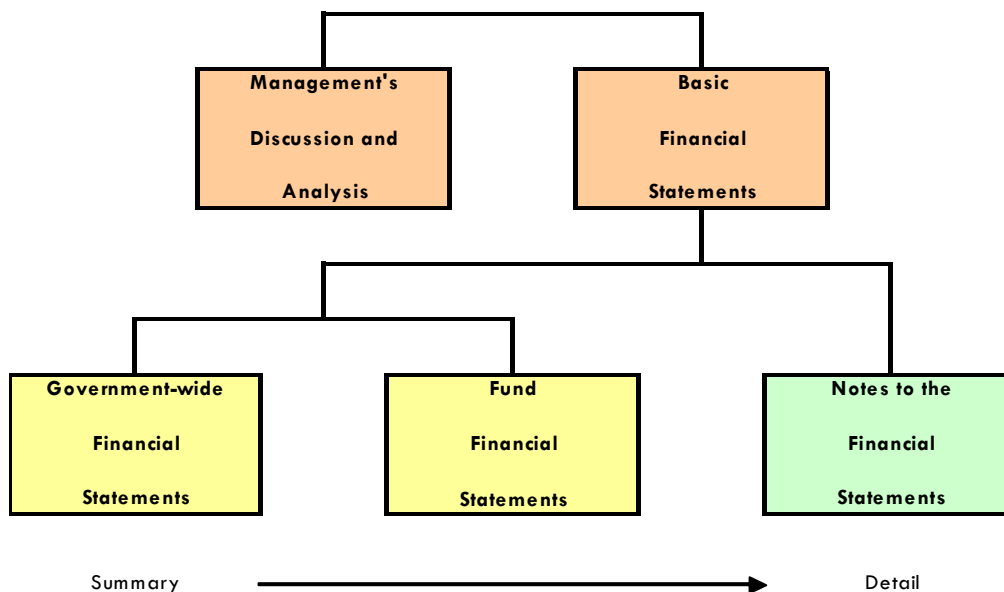 Management's
Discussion and
Analysis
Basic
Financial
Statements
Government-wide
Financial
Statements
Fund
Financial
Statements
Notes to the
Financial
Statements
Summary
Detail